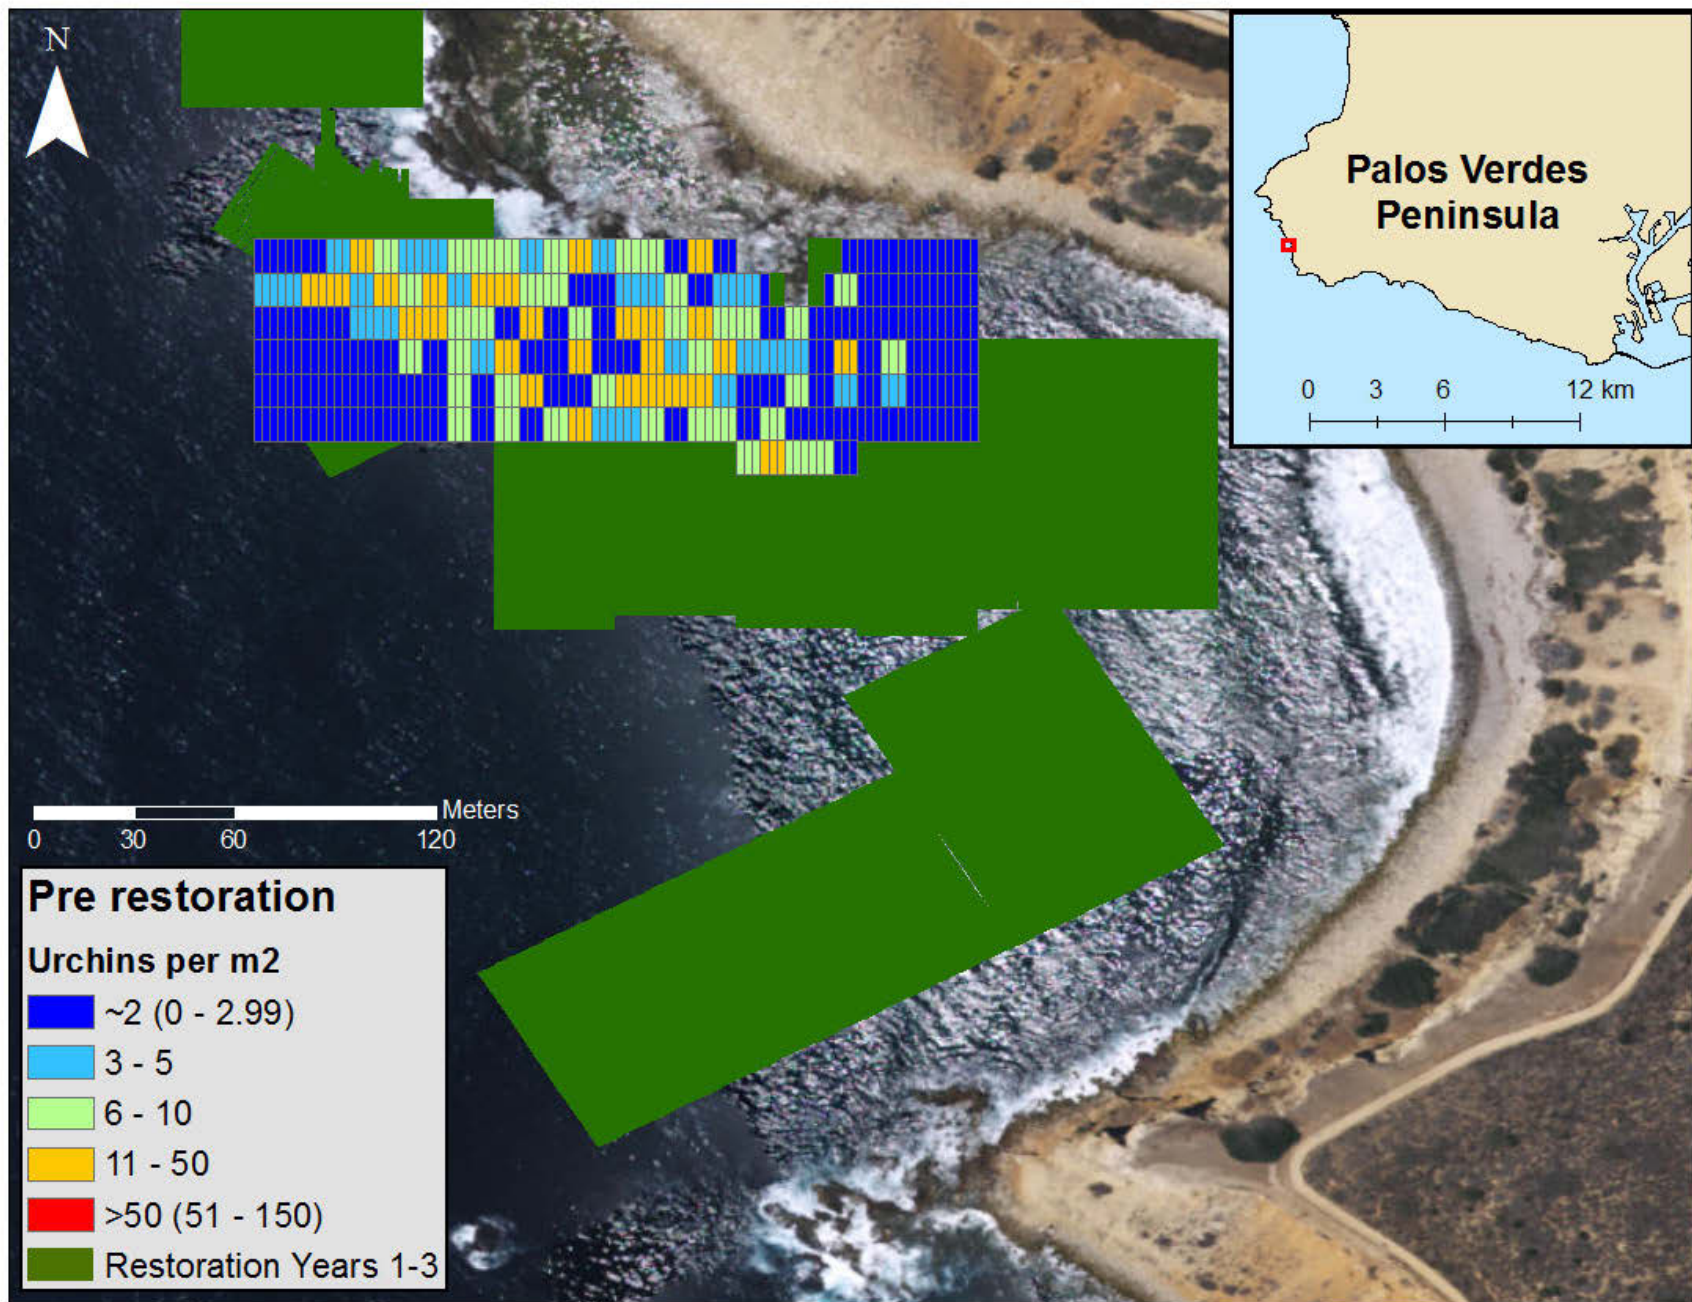 N
Palos Verdes
Peninsula
0 3 6 12 km
Meters
0 30 60 120
Pre restoration
Urchins per m2
~2 (0 - 2.99)
3 - 5
6 - 10
11 - 50
>50 (51 - 150)
Restoration Years 1-3